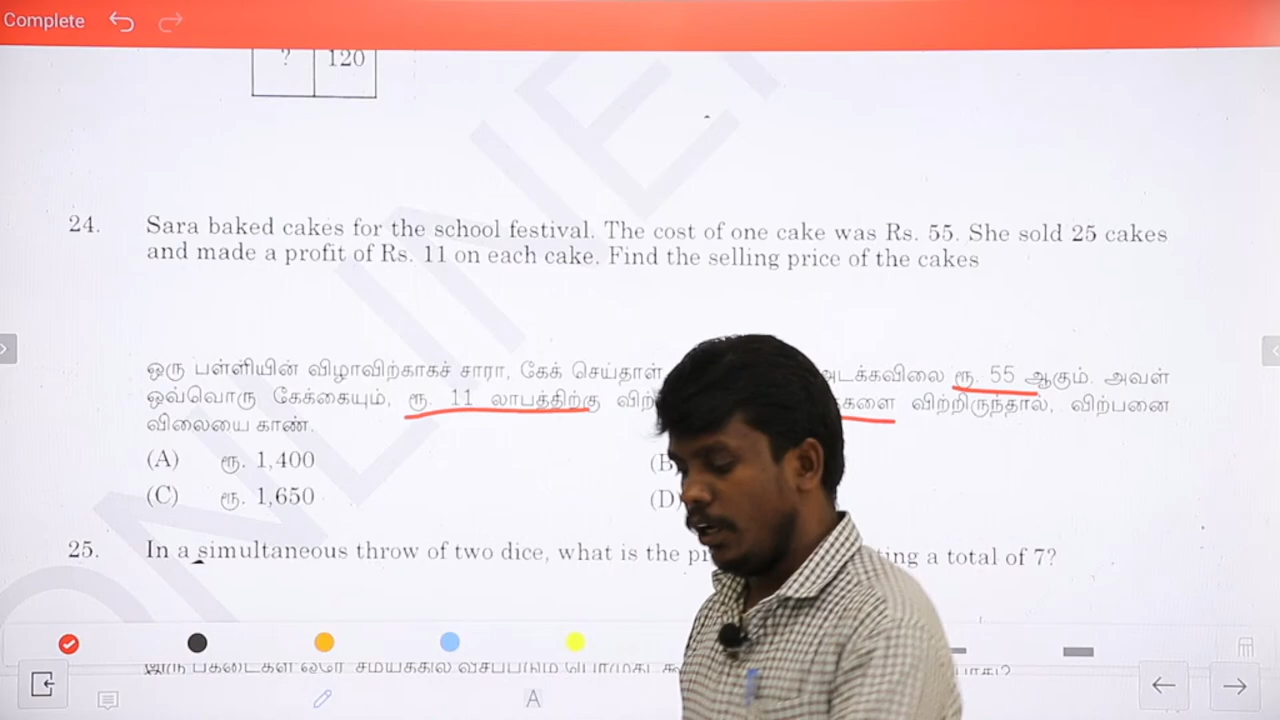 Complete
? 120
24. Sara baked cakes for the school festival. The cost of one cake was Rs. 55. She sold 25 cakes
and made a profit of Rs. 11 on each cake. Find the selling price of the cakes
ஒரு பள்ளியின் விழாவிற்காகச் சாரா, கேக் செய்தாள் அடக்கவிலை ரூ. 55 ஆகும். அவள்
ஒவ்வொரு கேக்கையும், ரூ. 11 லாபத்திற்கு விற்றிருந்தால், விற்பனை
விலையை காண்.
(A) ரூ. 1,400
(C) ரூ. 1,650 (D)
25. In a simultaneous throw of two dice, what is the a total of 7?
A
ONLINE